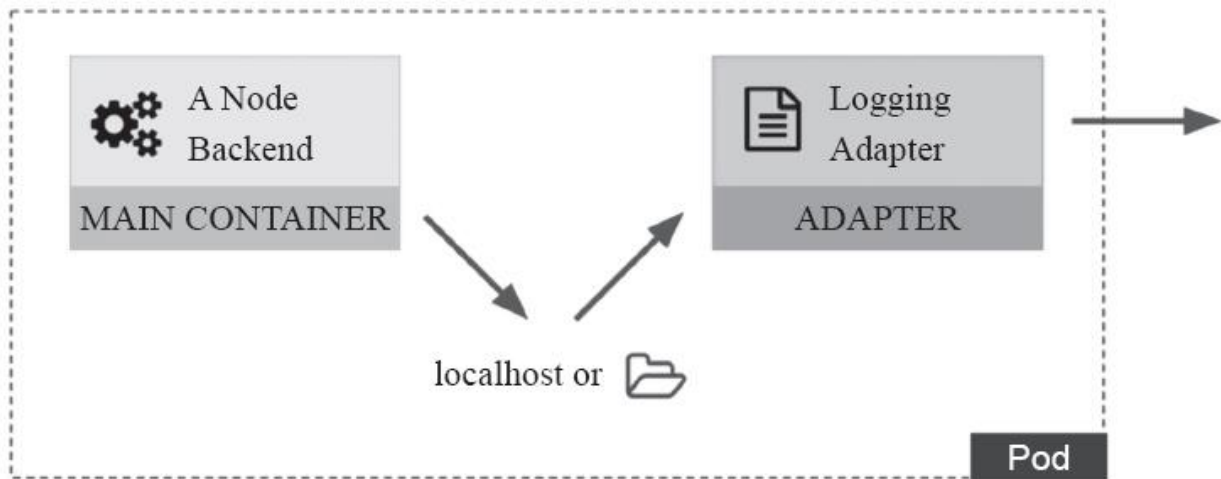 A Node
Backend
MAIN CONTAINER
Logging
Adapter
ADAPTER
localhost or
Pod